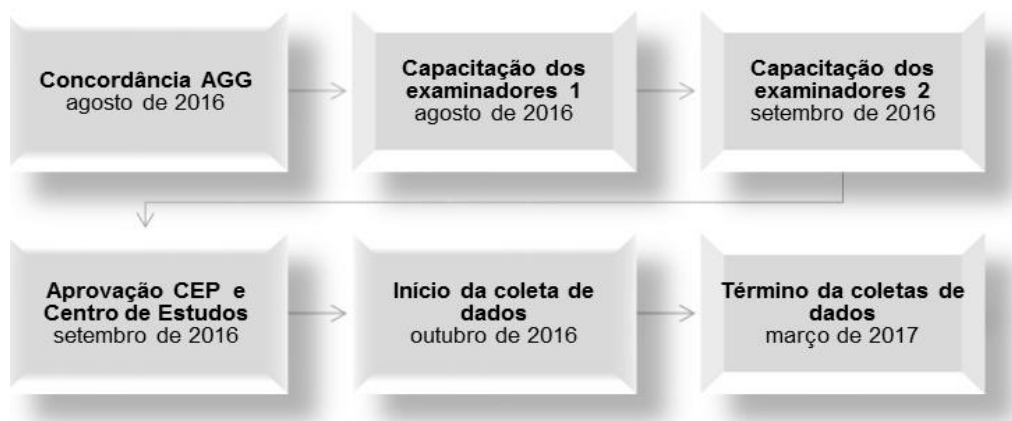 Concordância AGG
agosto de 2016
Capacitação dos
examinadores 1
agosto de 2016
Capacitação dos
examinadores 2
setembro de 2016
Aprovação CEP e
Centro de Estudos
setembro de 2016
Início da coleta de
dados
outubro de 2016
Término da coletas de
dados
março de 2017